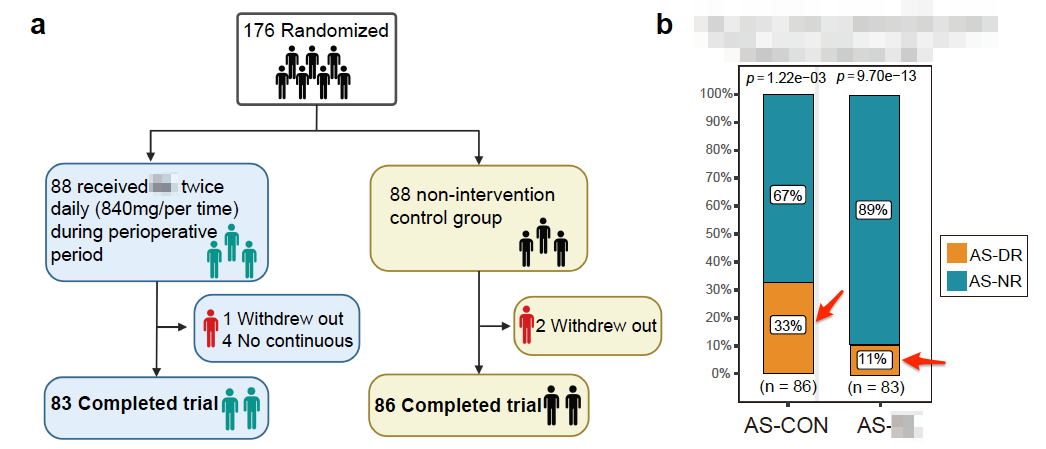 a
176 Randomized
88 received twice
daily (840mg/per time)
during perioperative
period
88 non-intervention
control group
1 Withdrew out
4 No continuous
2 Withdrew out
83 Completed trial
86 Completed trial
b
p = 1.22e−03 p = 9.70e−13
100%
90%
80%
70%
60%
50%
40%
30%
20%
10%
0%
67%
89%
33%
11%
(n = 86) (n = 83)
AS-CON AS-
AS-DR
AS-NR